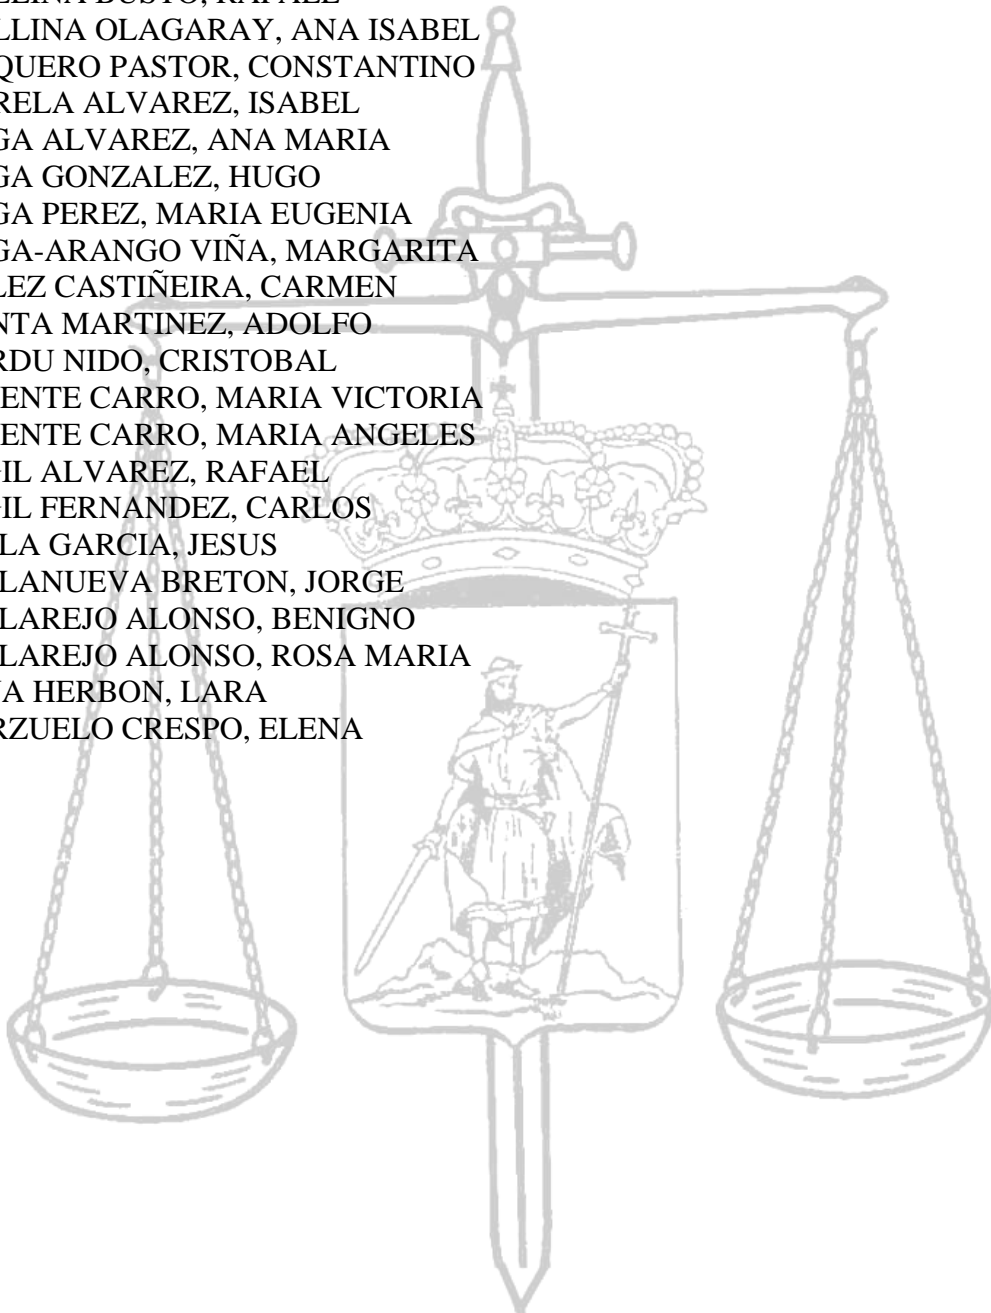 LLINA OLAGARAY, ANA ISABEL
QUERO PASTOR, CONSTANTINO
RELA ALVAREZ, ISABEL
GA ALVAREZ, ANA MARIA
GA GONZALEZ, HUGO
GA PEREZ, MARIA EUGENIA
GA-ARANGO VIÑA, MARGARITA
LEZ CASTIÑEIRA, CARMEN
NTA MARTINEZ, ADOLFO
RDU NIDO, CRISTOBAL
ENTE CARRO, MARIA VICTORIA
ENTE CARRO, MARIA ANGELES
GIL ALVAREZ, RAFAEL
GIL FERNANDEZ, CARLOS
LA GARCIA, JESUS
LANUEVA BRETON, JORGE
LAREJO ALONSO, BENIGNO
LAREJO ALONSO, ROSA MARIA
HERBON, LARA
RZUELO CRESPO, ELENA